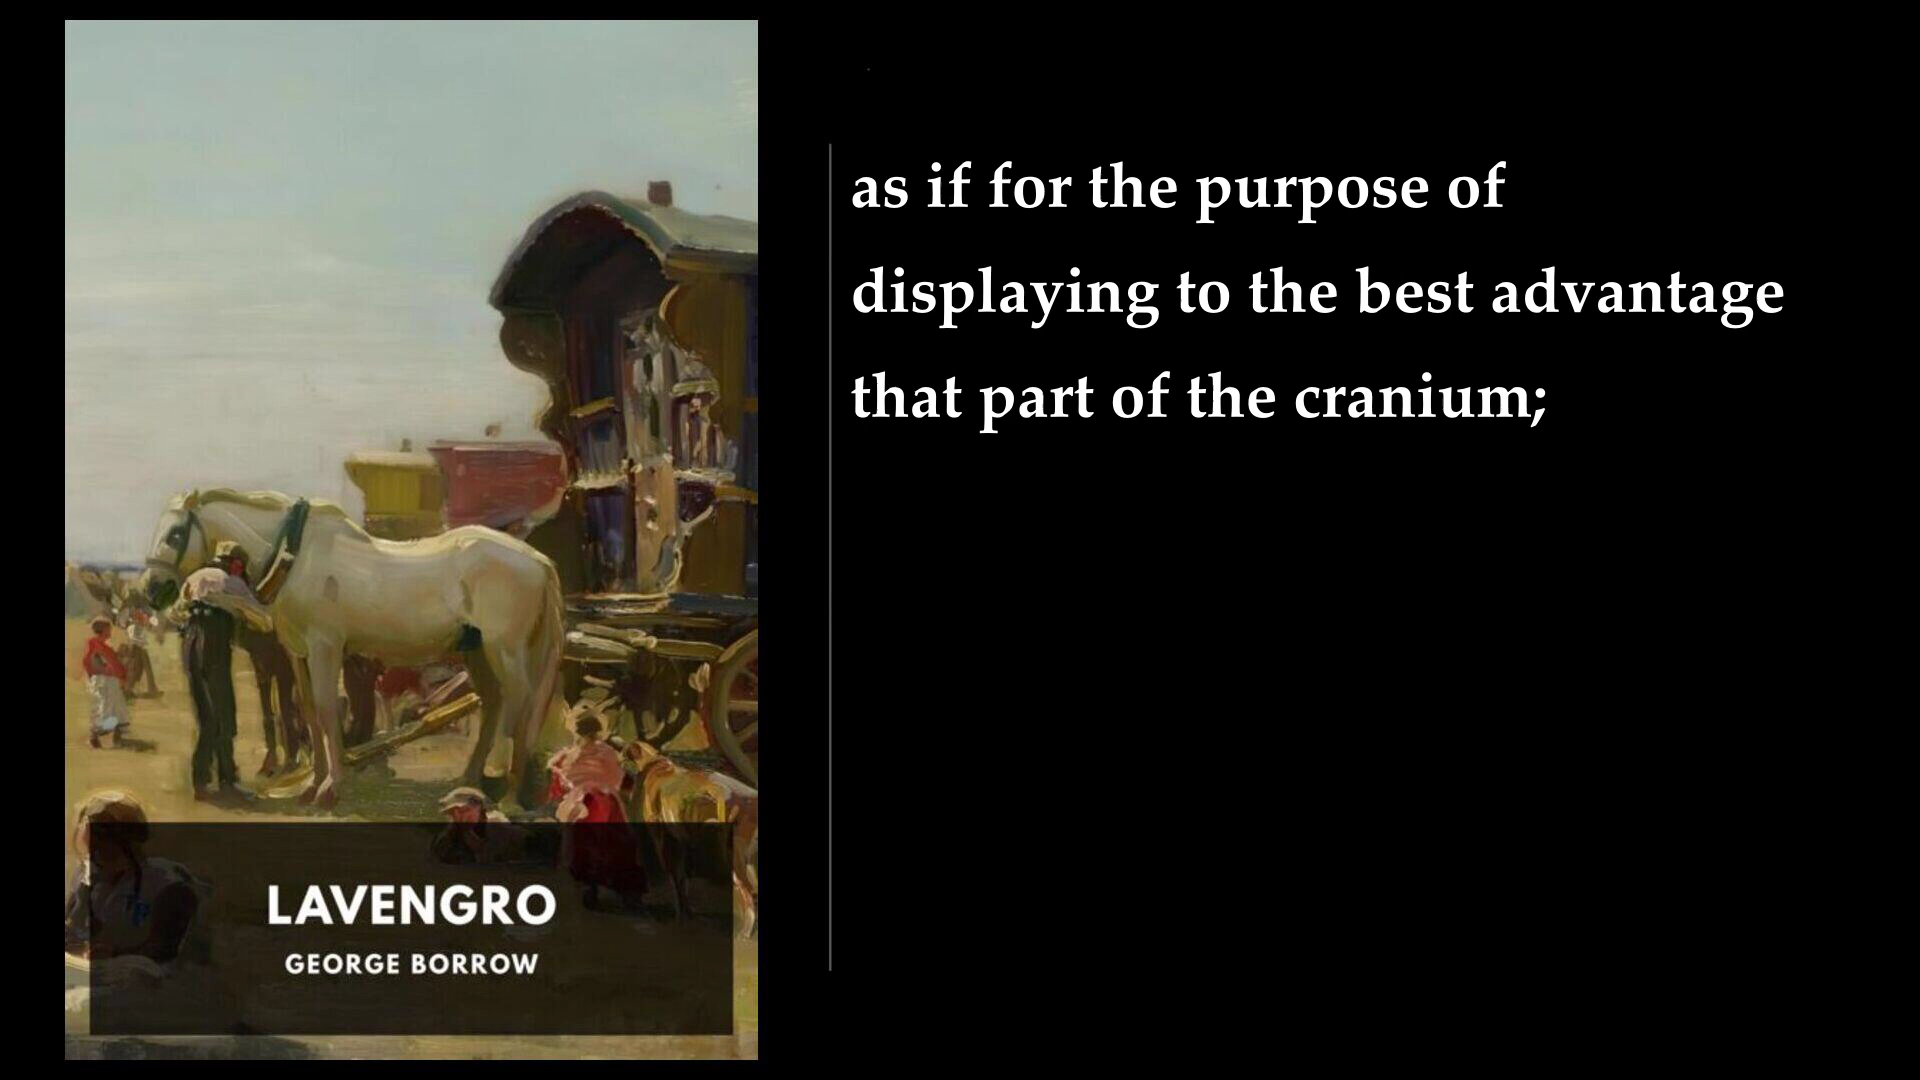 as if for the purpose of
displaying to the best advantage
that part of the cranium;
LAVENGRO
GEORGE BORROW